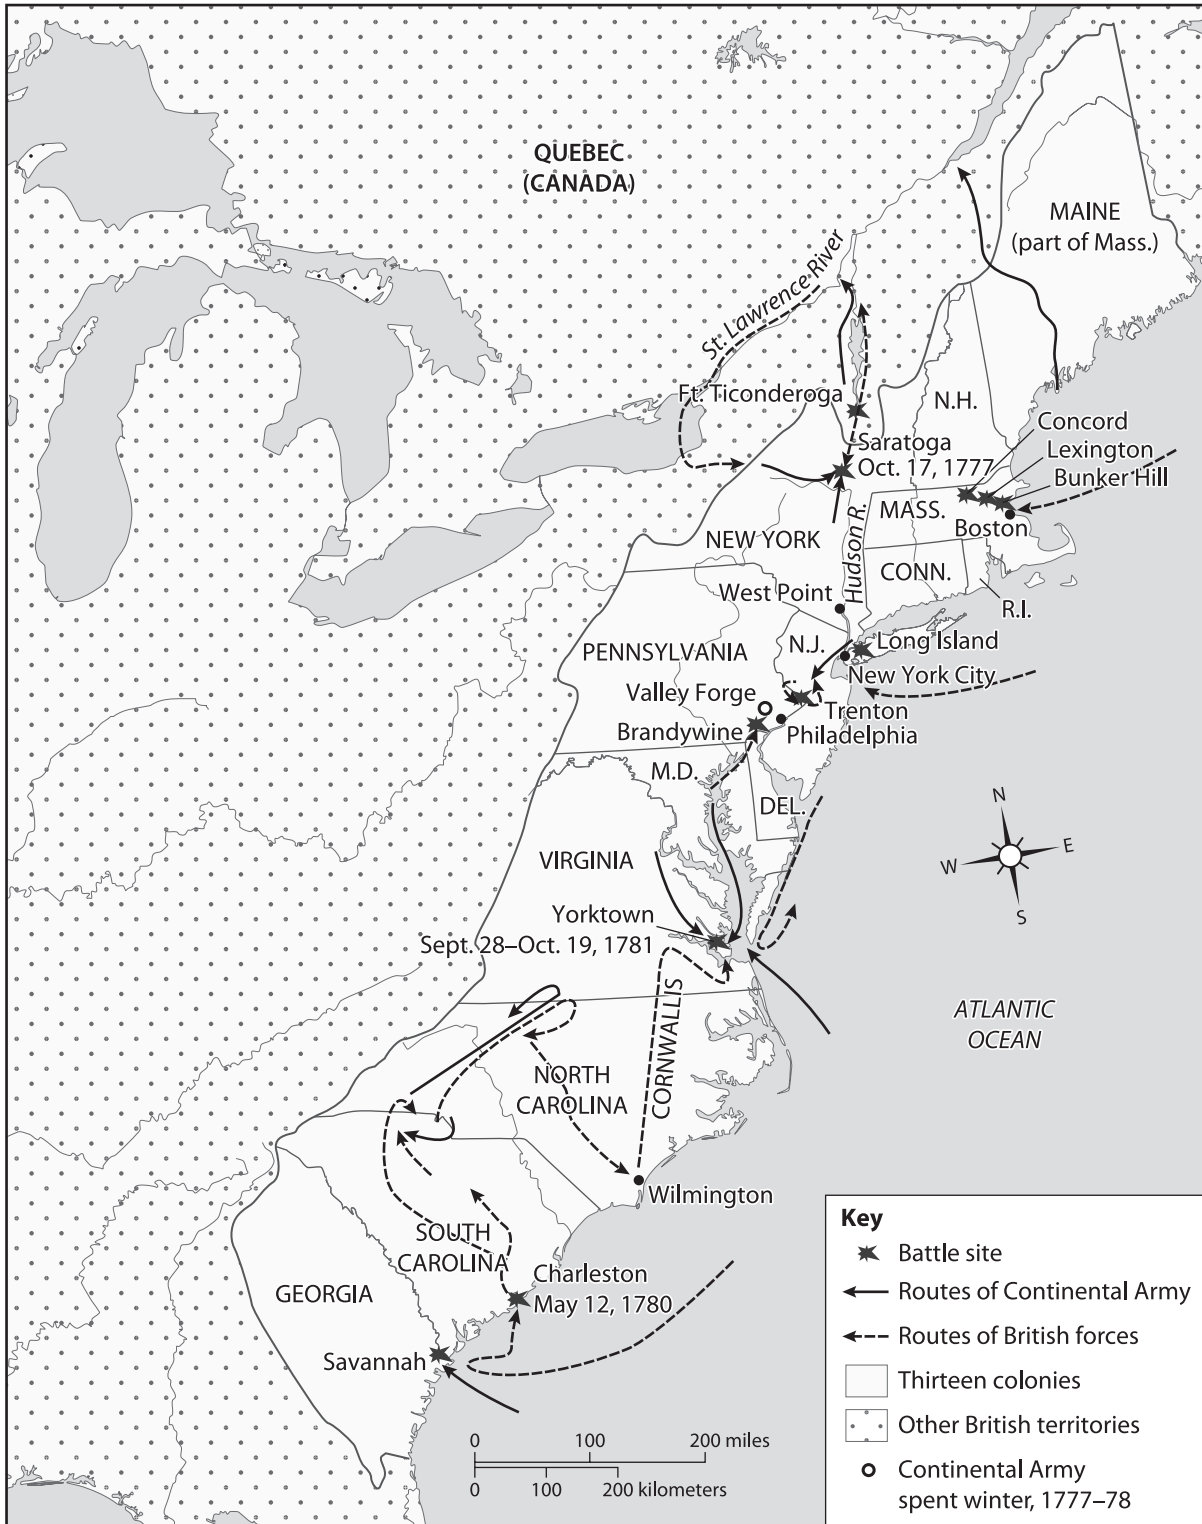 QUEBEC
(CANADA)
MAINE
(part of Mass.)
St. Lawrence River
Ft. Ticonderoga
N.H.
Concord
Lexington
Bunker Hill
Saratoga
Oct. 17, 1777
MASS.
Boston
NEW YORK
Hudson R.
CONN.
R.I.
West Point
Long Island
N.J.
PENNSYLVANIA
New York City
Valley Forge
Trenton
Brandywine
Philadelphia
M.D.
DEL.
N
E
W
S
VIRGINIA
Yorktown
Sept. 28–Oct. 19, 1781
ATLANTIC
OCEAN
CORNWALLIS
NORTH
CAROLINA
Wilmington
SOUTH
CAROLINA
GEORGIA
Charleston
May 12, 1780
Savannah
0 100 200 miles
0 100 200 kilometers
Key
Battle site
Routes of Continental Army
Routes of British forces
Thirteen colonies
Other British territories
Continental Army
spent winter, 1777–78